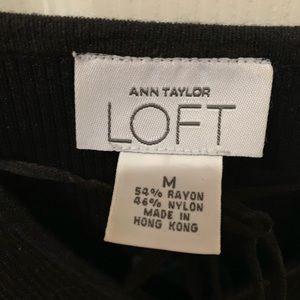 ANN TAYLOR
LOFT
M
54% RAYON
46% NYLON
MADE IN
HONG KONG